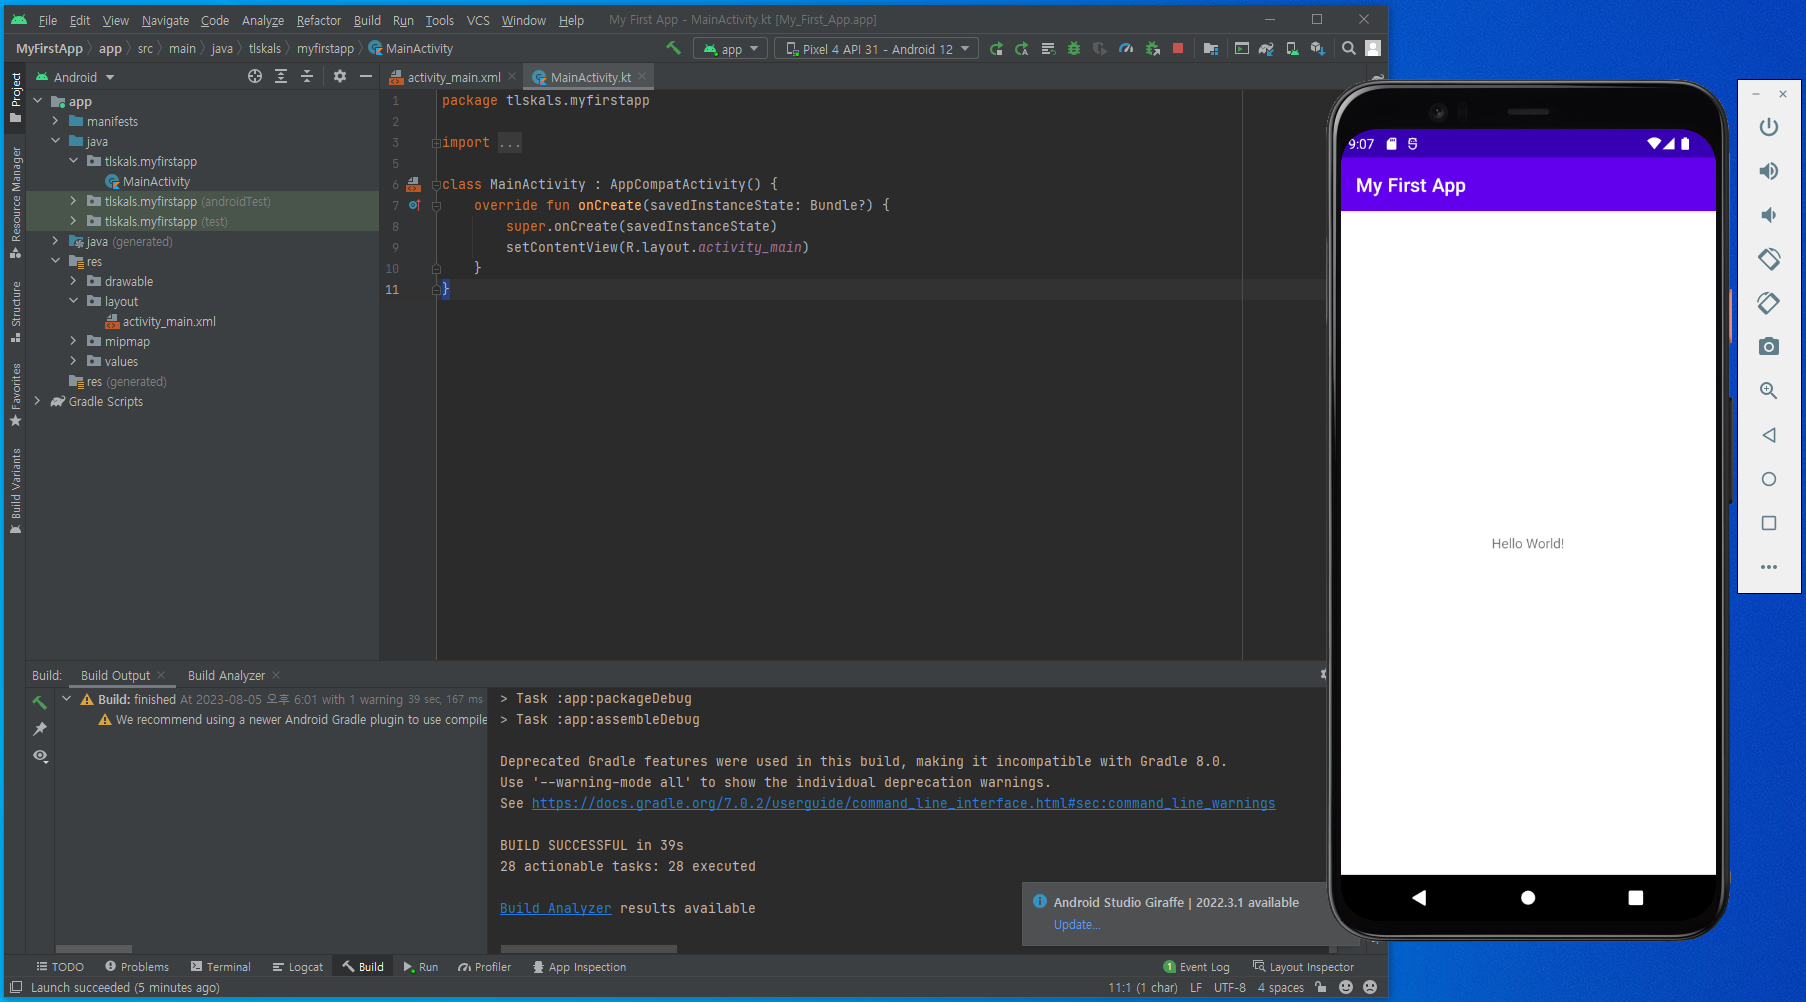 File Edit View Navigate Code Analyze Refactor Build Run Tools VCS Window Help My First App - MainActivity.kt [My_First_App.app]
MyFirstApp app src main java tlskals myfirstapp MainActivity
app Pixel 4 API 31 - Android 12
Project
Resource Manager
Structure
Favorites
Build Variants
Android
app
manifests
java
tlskals.myfirstapp
MainActivity
tlskals.myfirstapp (androidTest)
tlskals.myfirstapp (test)
java (generated)
res
drawable
layout
activity_main.xml
mipmap
values
res (generated)
Gradle Scripts
activity_main.xml MainActivity.kt
1 package tlskals.myfirstapp
2
3 import ...
5
6 class MainActivity : AppCompatActivity() {
7 override fun onCreate(savedInstanceState: Bundle?) {
8 super.onCreate(savedInstanceState)
9 setContentView(R.layout.activity_main)
10 }
11 }
9:07
My First App
Hello World!
Build: Build Output Build Analyzer
Build: finished At 2023-08-05 오후 6:01 with 1 warning 39 sec, 167 ms
We recommend using a newer Android Gradle plugin to use compile
> Task :app:packageDebug
> Task :app:assembleDebug
Deprecated Gradle features were used in this build, making it incompatible with Gradle 8.0.
Use '--warning-mode all' to show the individual deprecation warnings.
See https://docs.gradle.org/7.0.2/userguide/command_line_interface.html#sec:command_line_warnings
BUILD SUCCESSFUL in 39s
28 actionable tasks: 28 executed
Build Analyzer results available
Android Studio Giraffe | 2022.3.1 available
Update...
TODO Problems Terminal Logcat Build Run Profiler App Inspection 1 Event Log Layout Inspector
Launch succeeded (5 minutes ago) 11:1 (1 char) LF UTF-8 4 spaces